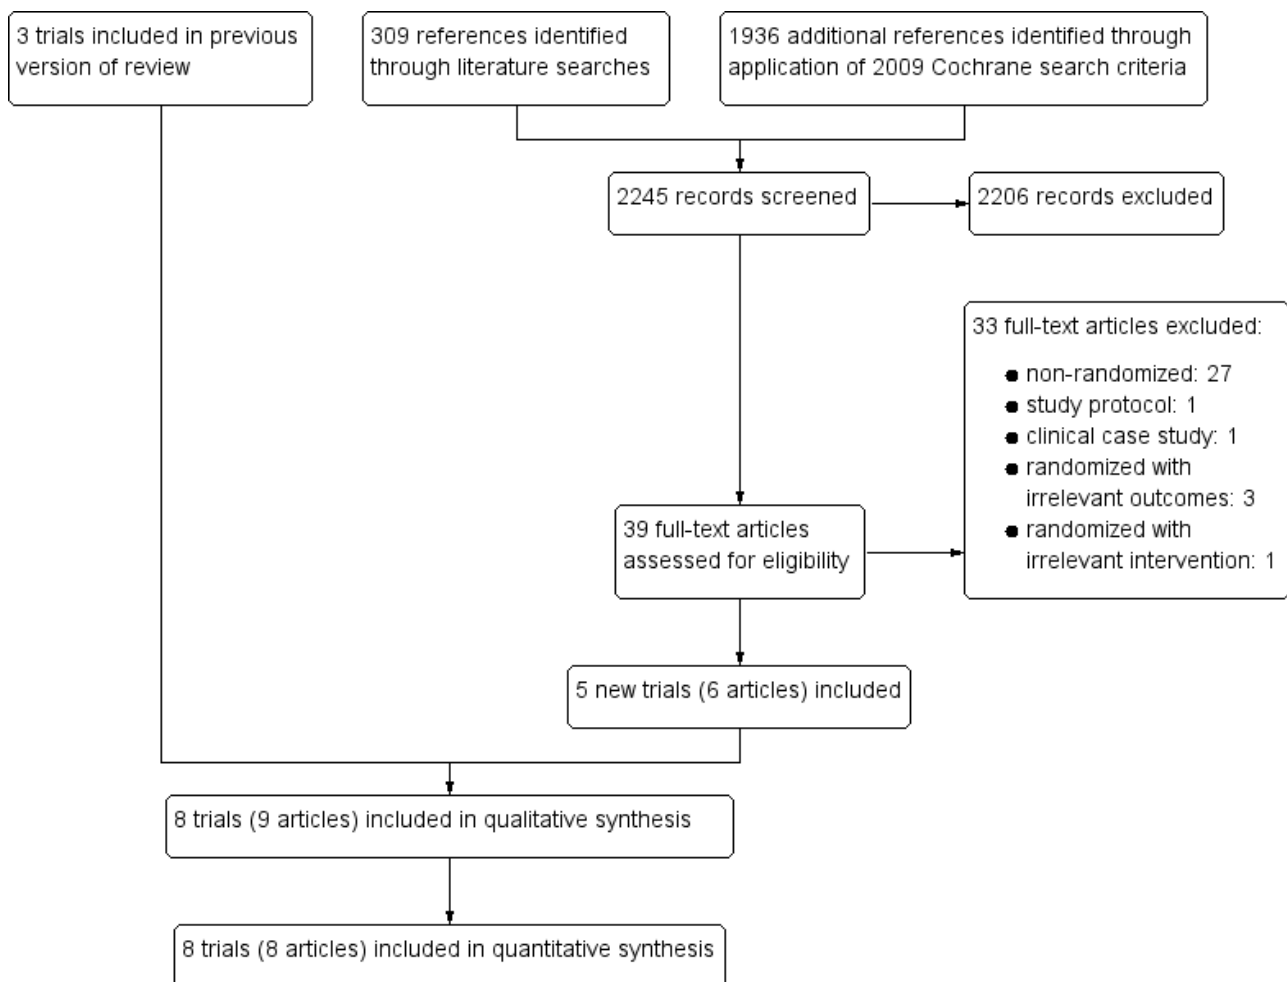 3 trials included in previous
version of review
309 references identified
through literature searches
1936 additional references identified through
application of 2009 Cochrane search criteria
2245 records screened
2206 records excluded
33 full-text articles excluded:
● non-randomized: 27
● study protocol: 1
● clinical case study: 1
● randomized with
irrelevant outcomes: 3
● randomized with
irrelevant intervention: 1
39 full-text articles
assessed for eligibility
5 new trials (6 articles) included
8 trials (9 articles) included in qualitative synthesis
8 trials (8 articles) included in quantitative synthesis